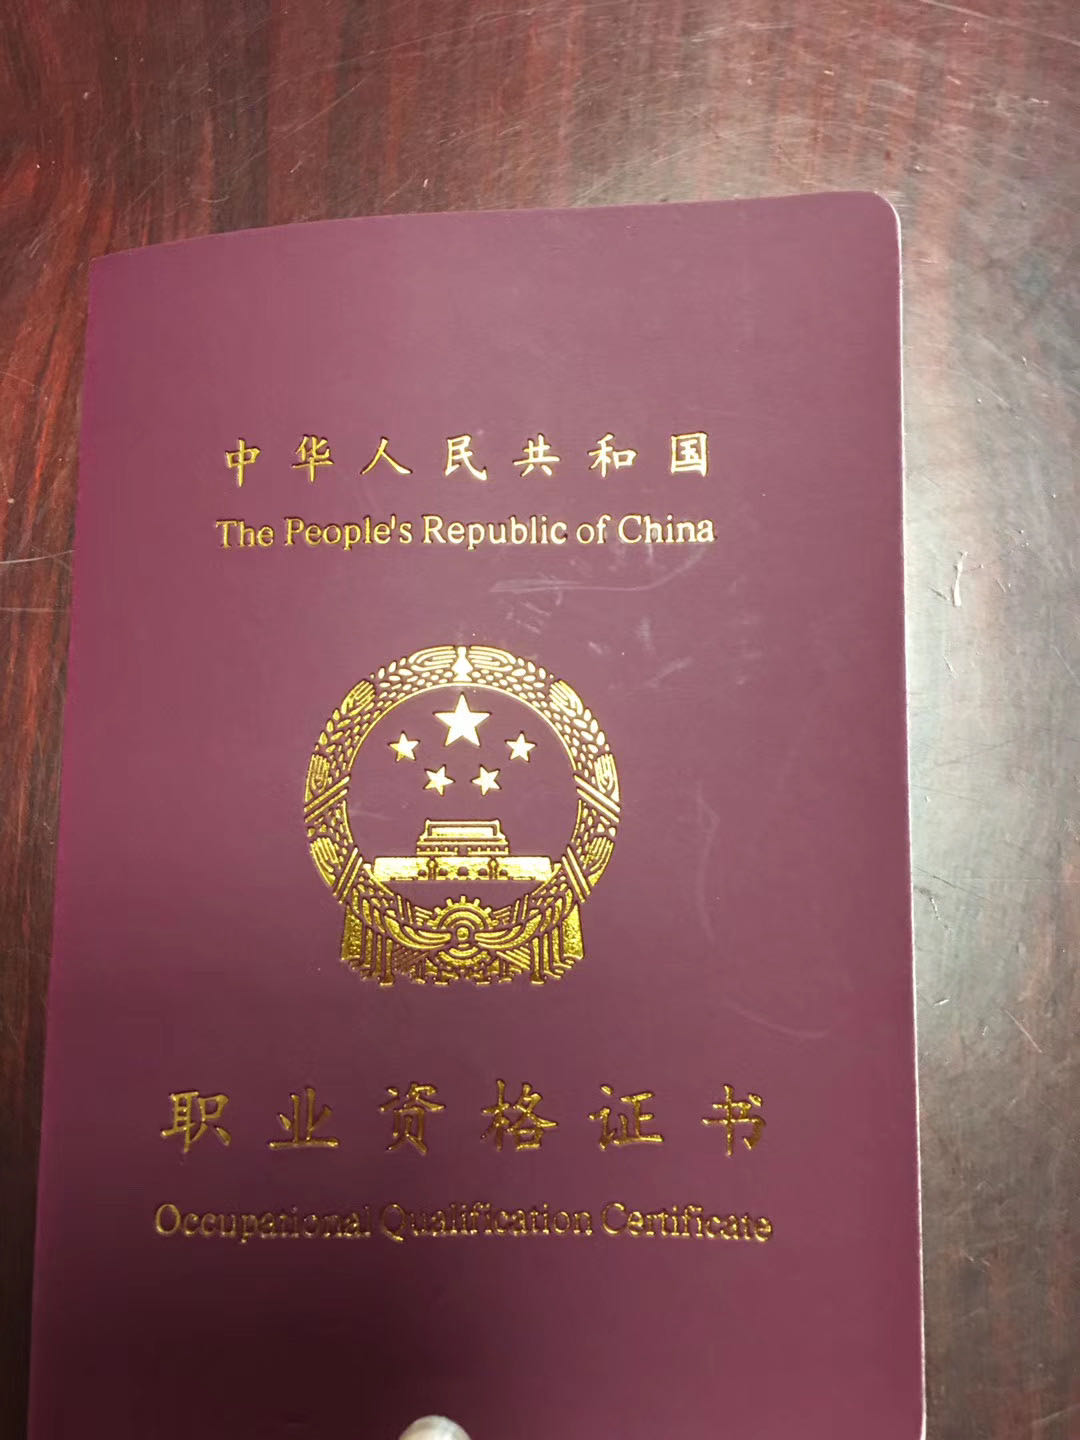 中华人民共和国
The People's Republic of China
职业资格证书
Occupational Qualification Certificate